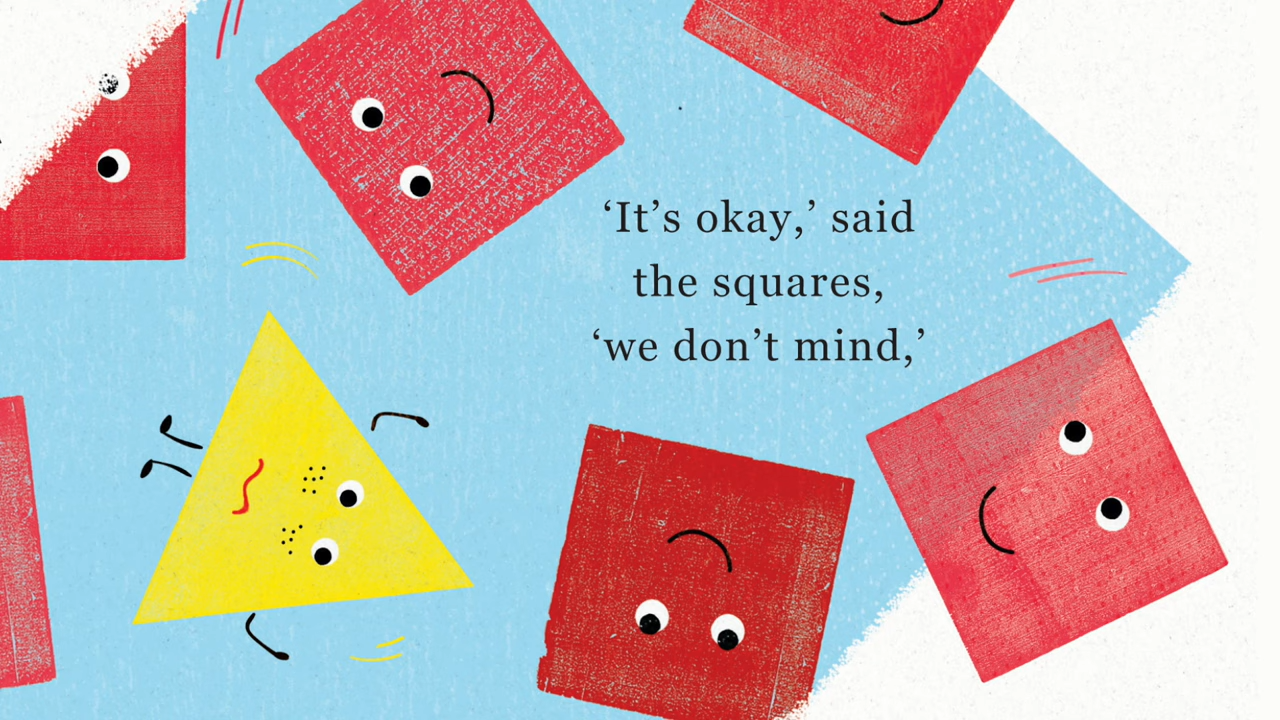 ‘It’s okay,’ said
the squares,
‘we don’t mind,’